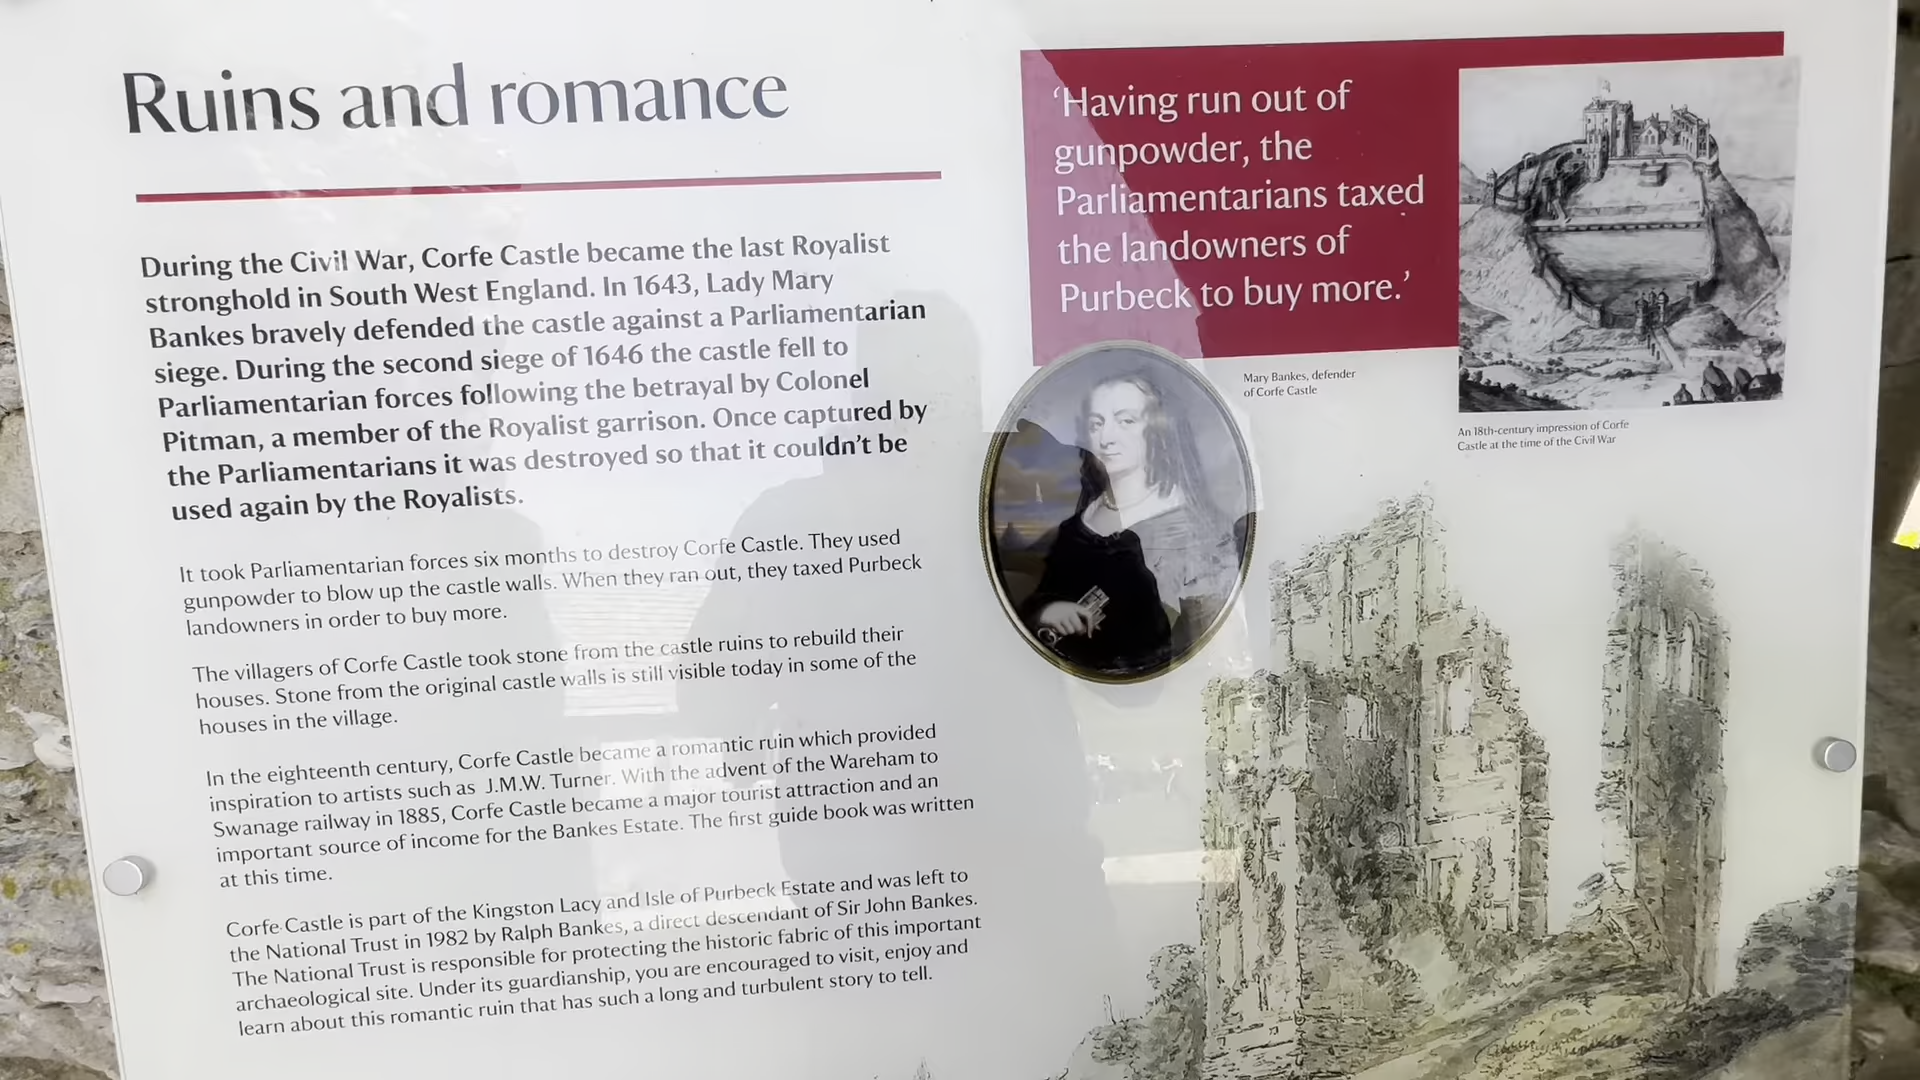 Ruins and romance
During the Civil War, Corfe Castle became the last Royalist
stronghold in South West England. In 1643, Lady Mary
Bankes bravely defended the castle against a Parliamentarian
siege. During the second siege of 1646 the castle fell to
Parliamentarian forces following the betrayal by Colonel
Pitman, a member of the Royalist garrison. Once captured by
the Parliamentarians it was destroyed so that it couldn't be
used again by the Royalists.
It took Parliamentarian forces six months to destroy Corfe Castle. They used
gunpowder to blow up the castle walls. When they ran out, they taxed Purbeck
landowners in order to buy more.
The villagers of Corfe Castle took stone from the castle ruins to rebuild their
houses. Stone from the original castle walls is still visible today in some of the
houses in the village.
In the eighteenth century, Corfe Castle became a romantic ruin which provided
inspiration to artists such as J.M.W. Turner. With the advent of the Wareham to
Swanage railway in 1885, Corfe Castle became a major tourist attraction and an
important source of income for the Bankes Estate. The first guide book was written
at this time.
Corfe Castle is part of the Kingston Lacy and Isle of Purbeck Estate and was left to
the National Trust in 1982 by Ralph Bankes, a direct descendant of Sir John Bankes.
The National Trust is responsible for protecting the historic fabric of this important
archaeological site. Under its guardianship, you are encouraged to visit, enjoy and
learn about this romantic ruin that has such a long and turbulent story to tell.
'Having run out of
gunpowder, the
Parliamentarians taxed
the landowners of
Purbeck to buy more.'
Mary Bankes, defender
of Corfe Castle
An 18th-century impression of Corfe
Castle at the time of the Civil War